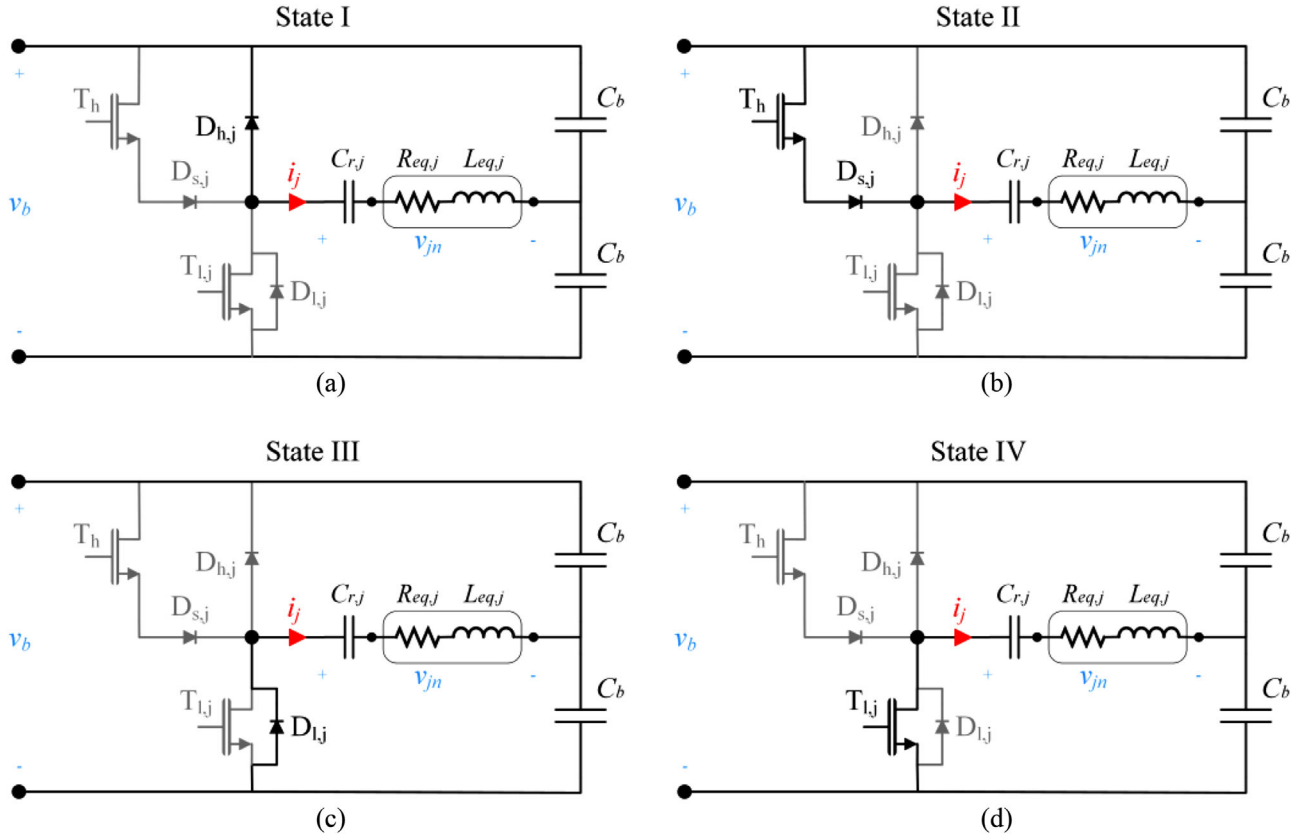 State I
State II
+
T_h
D_h,j
C_b
D_s,j
i_j
C_r,j
R_eq,j
L_eq,j
v_b
+
v_jn
-
T_l,j
D_l,j
C_b
-
(a)
+
T_h
D_h,j
C_b
D_s,j
i_j
C_r,j
R_eq,j
L_eq,j
v_b
+
v_jn
-
T_l,j
D_l,j
C_b
-
(b)
State III
State IV
+
T_h
D_h,j
C_b
D_s,j
i_j
C_r,j
R_eq,j
L_eq,j
v_b
+
v_jn
-
T_l,j
D_l,j
C_b
-
(c)
+
T_h
D_h,j
C_b
D_s,j
i_j
C_r,j
R_eq,j
L_eq,j
v_b
+
v_jn
-
T_l,j
D_l,j
C_b
-
(d)